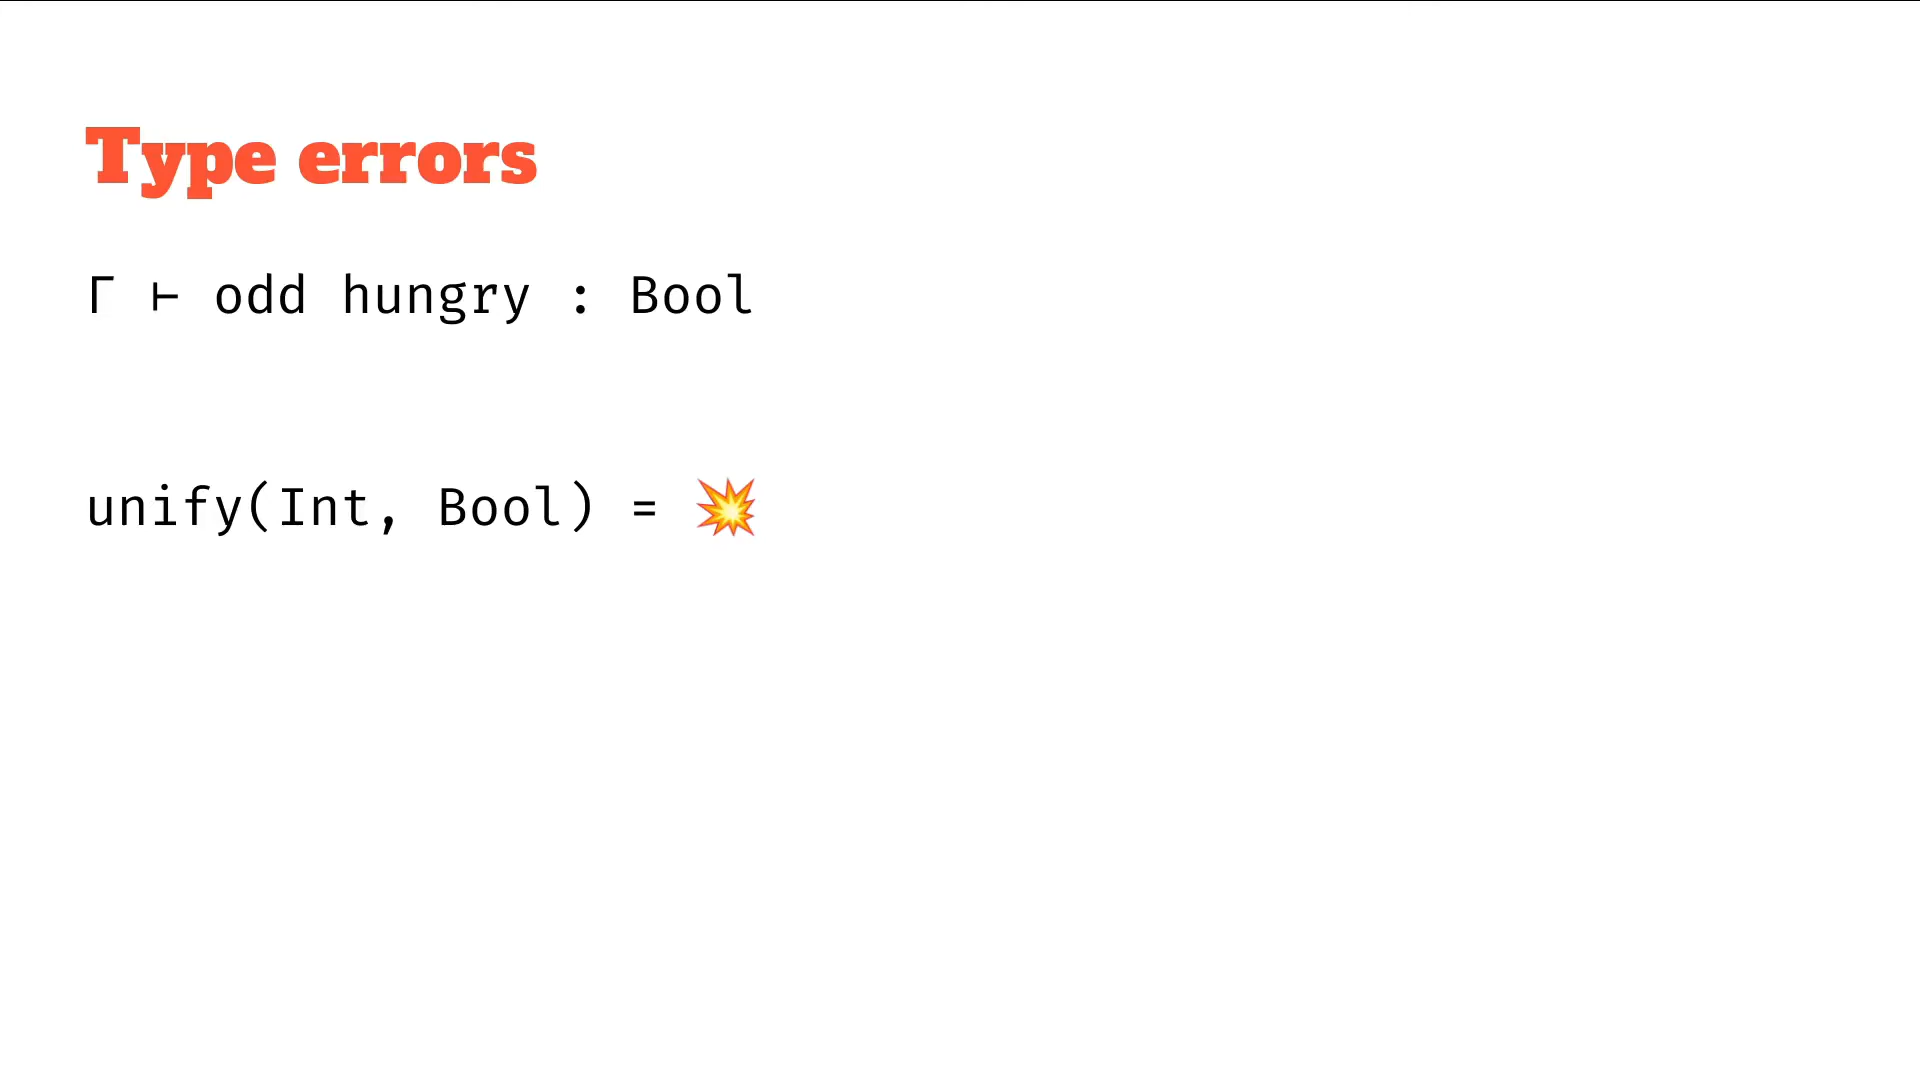 Type errors
Γ ⊢ odd hungry : Bool
unify(Int, Bool) = 💥